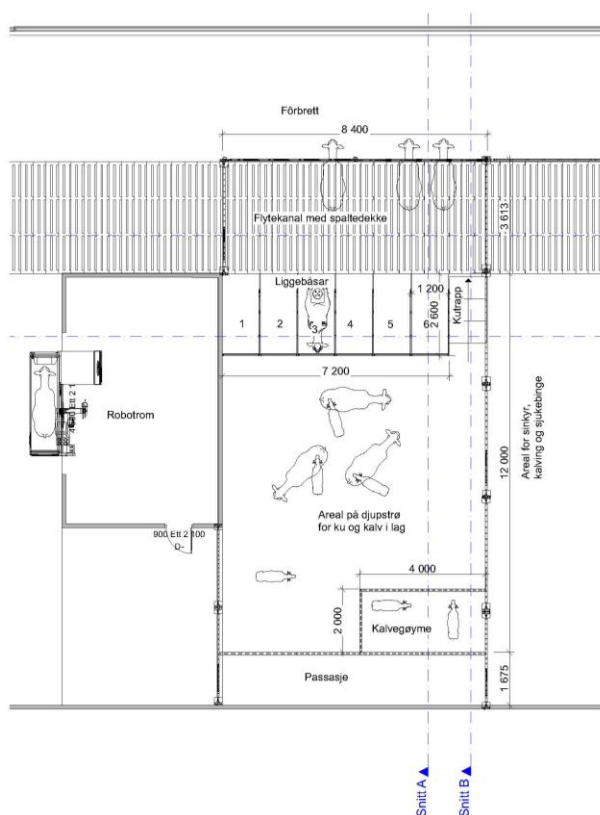 Fôrbrett
8 400
Flytekanal med spaltedekke
3 613
Liggebåsar
1 2 3 4 5 6
1 200
2 600
Kutrapp
7 200
Robotrom
Areal for sinkyr,
kalving og sjukebinge
12 000
Areal på djupstrø
for ku og kalv i lag
900 Ett 2 100
D-
4 000
2 000
Kalvegøyme
Passasje
1 675
Snitt A
Snitt B